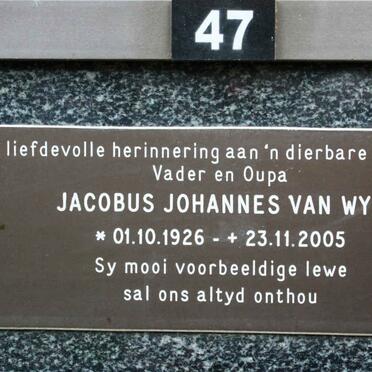 47
liefdevolle herinnering aan 'n dierbare
Vader en Oupa
JACOBUS JOHANNES VAN WY
* 01.10.1926 - + 23.11.2005
Sy mooi voorbeeldige lewe
sal ons altyd onthou